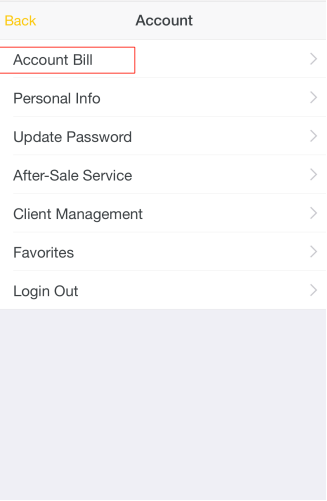 Back Account
Account Bill
Personal Info
Update Password
After-Sale Service
Client Management
Favorites
Login Out